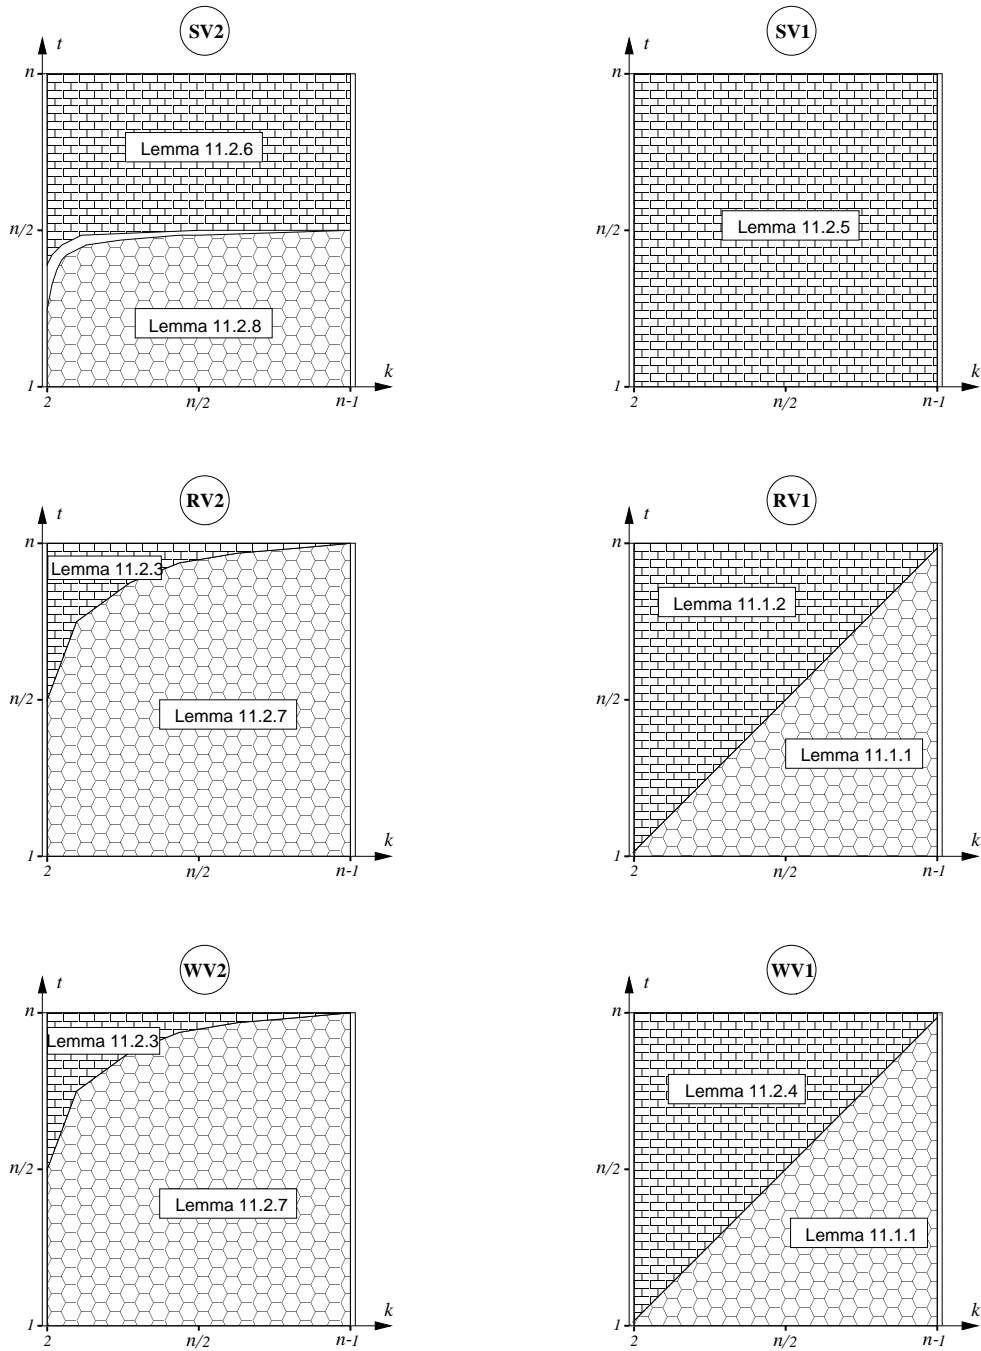 SV2
t
n
Lemma 11.2.6
n/2
Lemma 11.2.8
1
k
2
n/2
n-1
SV1
t
n
n/2
Lemma 11.2.5
1
k
2
n/2
n-1
RV2
t
n
Lemma 11.2.3
n/2
Lemma 11.2.7
1
k
2
n/2
n-1
RV1
t
n
Lemma 11.1.2
n/2
Lemma 11.1.1
1
k
2
n/2
n-1
WV2
t
n
Lemma 11.2.3
n/2
Lemma 11.2.7
1
k
2
n/2
n-1
WV1
t
n
Lemma 11.2.4
n/2
Lemma 11.1.1
1
k
2
n/2
n-1